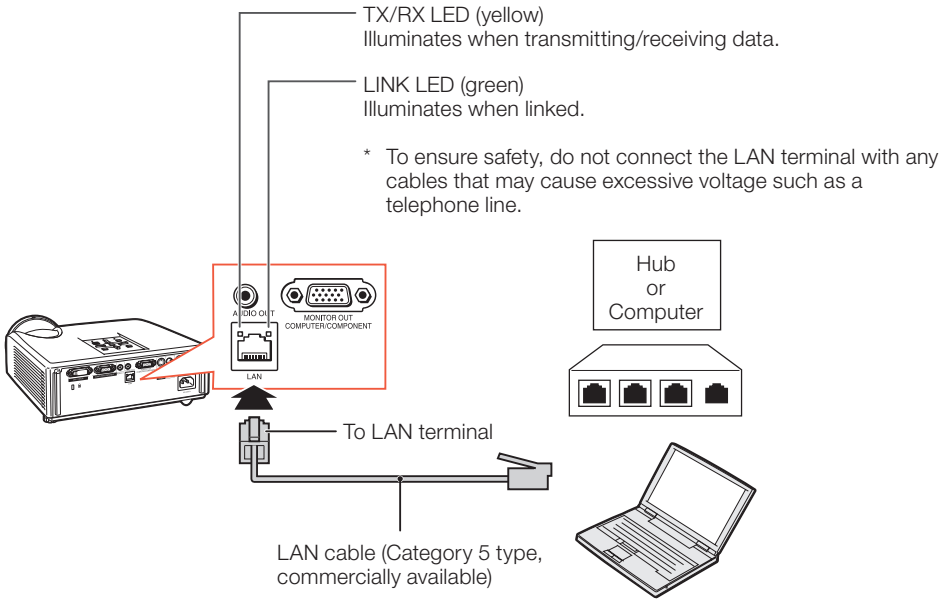 TX/RX LED (yellow)
Illuminates when transmitting/receiving data.
LINK LED (green)
Illuminates when linked.
* To ensure safety, do not connect the LAN terminal with any
cables that may cause excessive voltage such as a
telephone line.
Hub
or
Computer
AUDIO OUT
MONITOR OUT
COMPUTER/COMPONENT
LAN
To LAN terminal
LAN cable (Category 5 type,
commercially available)